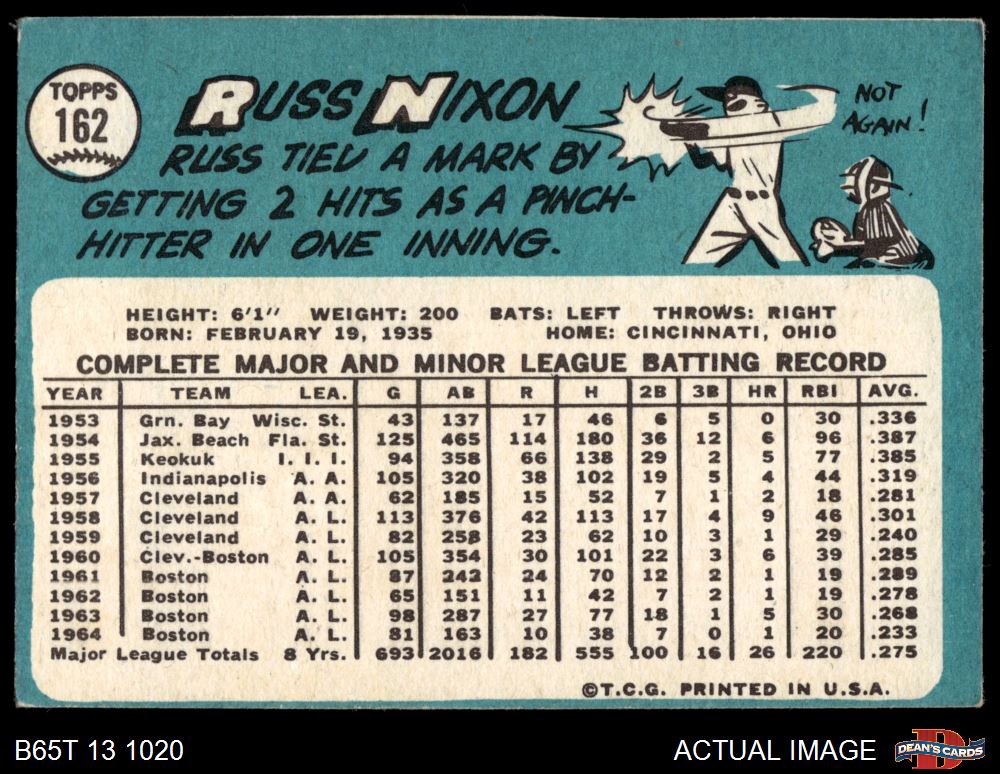 TOPPS
162
RUSS NIXON
RUSS TIED A MARK BY
GETTING 2 HITS AS A PINCH-
HITTER IN ONE INNING.
NOT
AGAIN!
HEIGHT: 6'1" WEIGHT: 200 BATS: LEFT THROWS: RIGHT
BORN: FEBRUARY 19, 1935 HOME: CINCINNATI, OHIO
COMPLETE MAJOR AND MINOR LEAGUE BATTING RECORD
YEAR TEAM LEA. G AB R H 2B 3B HR RBI AVG.
1953 Grn. Bay Wisc. St. 43 137 17 46 6 5 0 30 .336
1954 Jax. Beach Fla. St. 125 465 114 180 36 12 6 96 .387
1955 Keokuk I. I. I. 94 358 66 138 29 2 5 77 .385
1956 Indianapolis A. A. 105 320 38 102 19 5 4 44 .319
1957 Cleveland A. A. 62 185 15 52 7 1 2 18 .281
1958 Cleveland A. L. 113 376 42 113 17 4 9 46 .301
1959 Cleveland A. L. 82 258 23 62 10 3 1 29 .240
1960 Clev.-Boston A. L. 105 354 30 101 22 3 6 39 .285
1961 Boston A. L. 87 242 24 70 12 2 1 19 .289
1962 Boston A. L. 65 151 11 42 7 2 1 19 .278
1963 Boston A. L. 98 287 27 77 18 1 5 30 .268
1964 Boston A. L. 81 163 10 38 7 0 1 20 .233
Major League Totals 8 Yrs. 693 2016 182 555 100 16 26 220 .275
©T.C.G. PRINTED IN U.S.A.
B65T 13 1020
ACTUAL IMAGE
DEAN'S CARDS